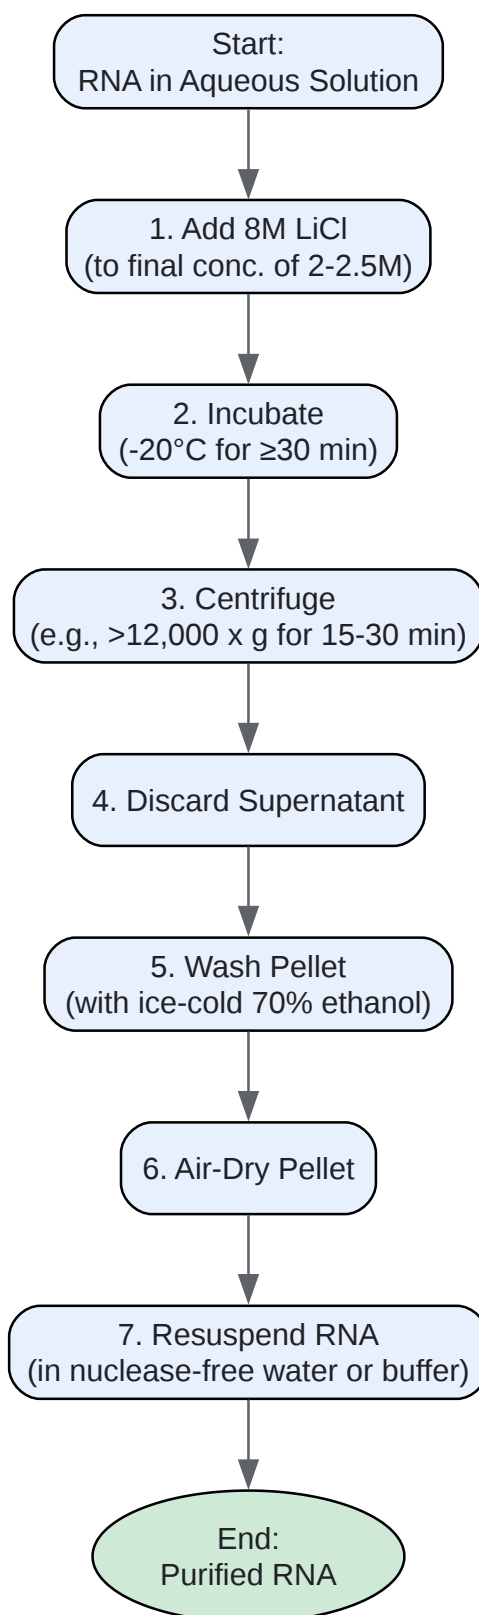 Start:
RNA in Aqueous Solution
1. Add 8M LiCl
(to final conc. of 2-2.5M)
2. Incubate
(-20°C for ≥30 min)
3. Centrifuge
(e.g., >12,000 x g for 15-30 min)
4. Discard Supernatant
5. Wash Pellet
(with ice-cold 70% ethanol)
6. Air-Dry Pellet
7. Resuspend RNA
(in nuclease-free water or buffer)
End:
Purified RNA